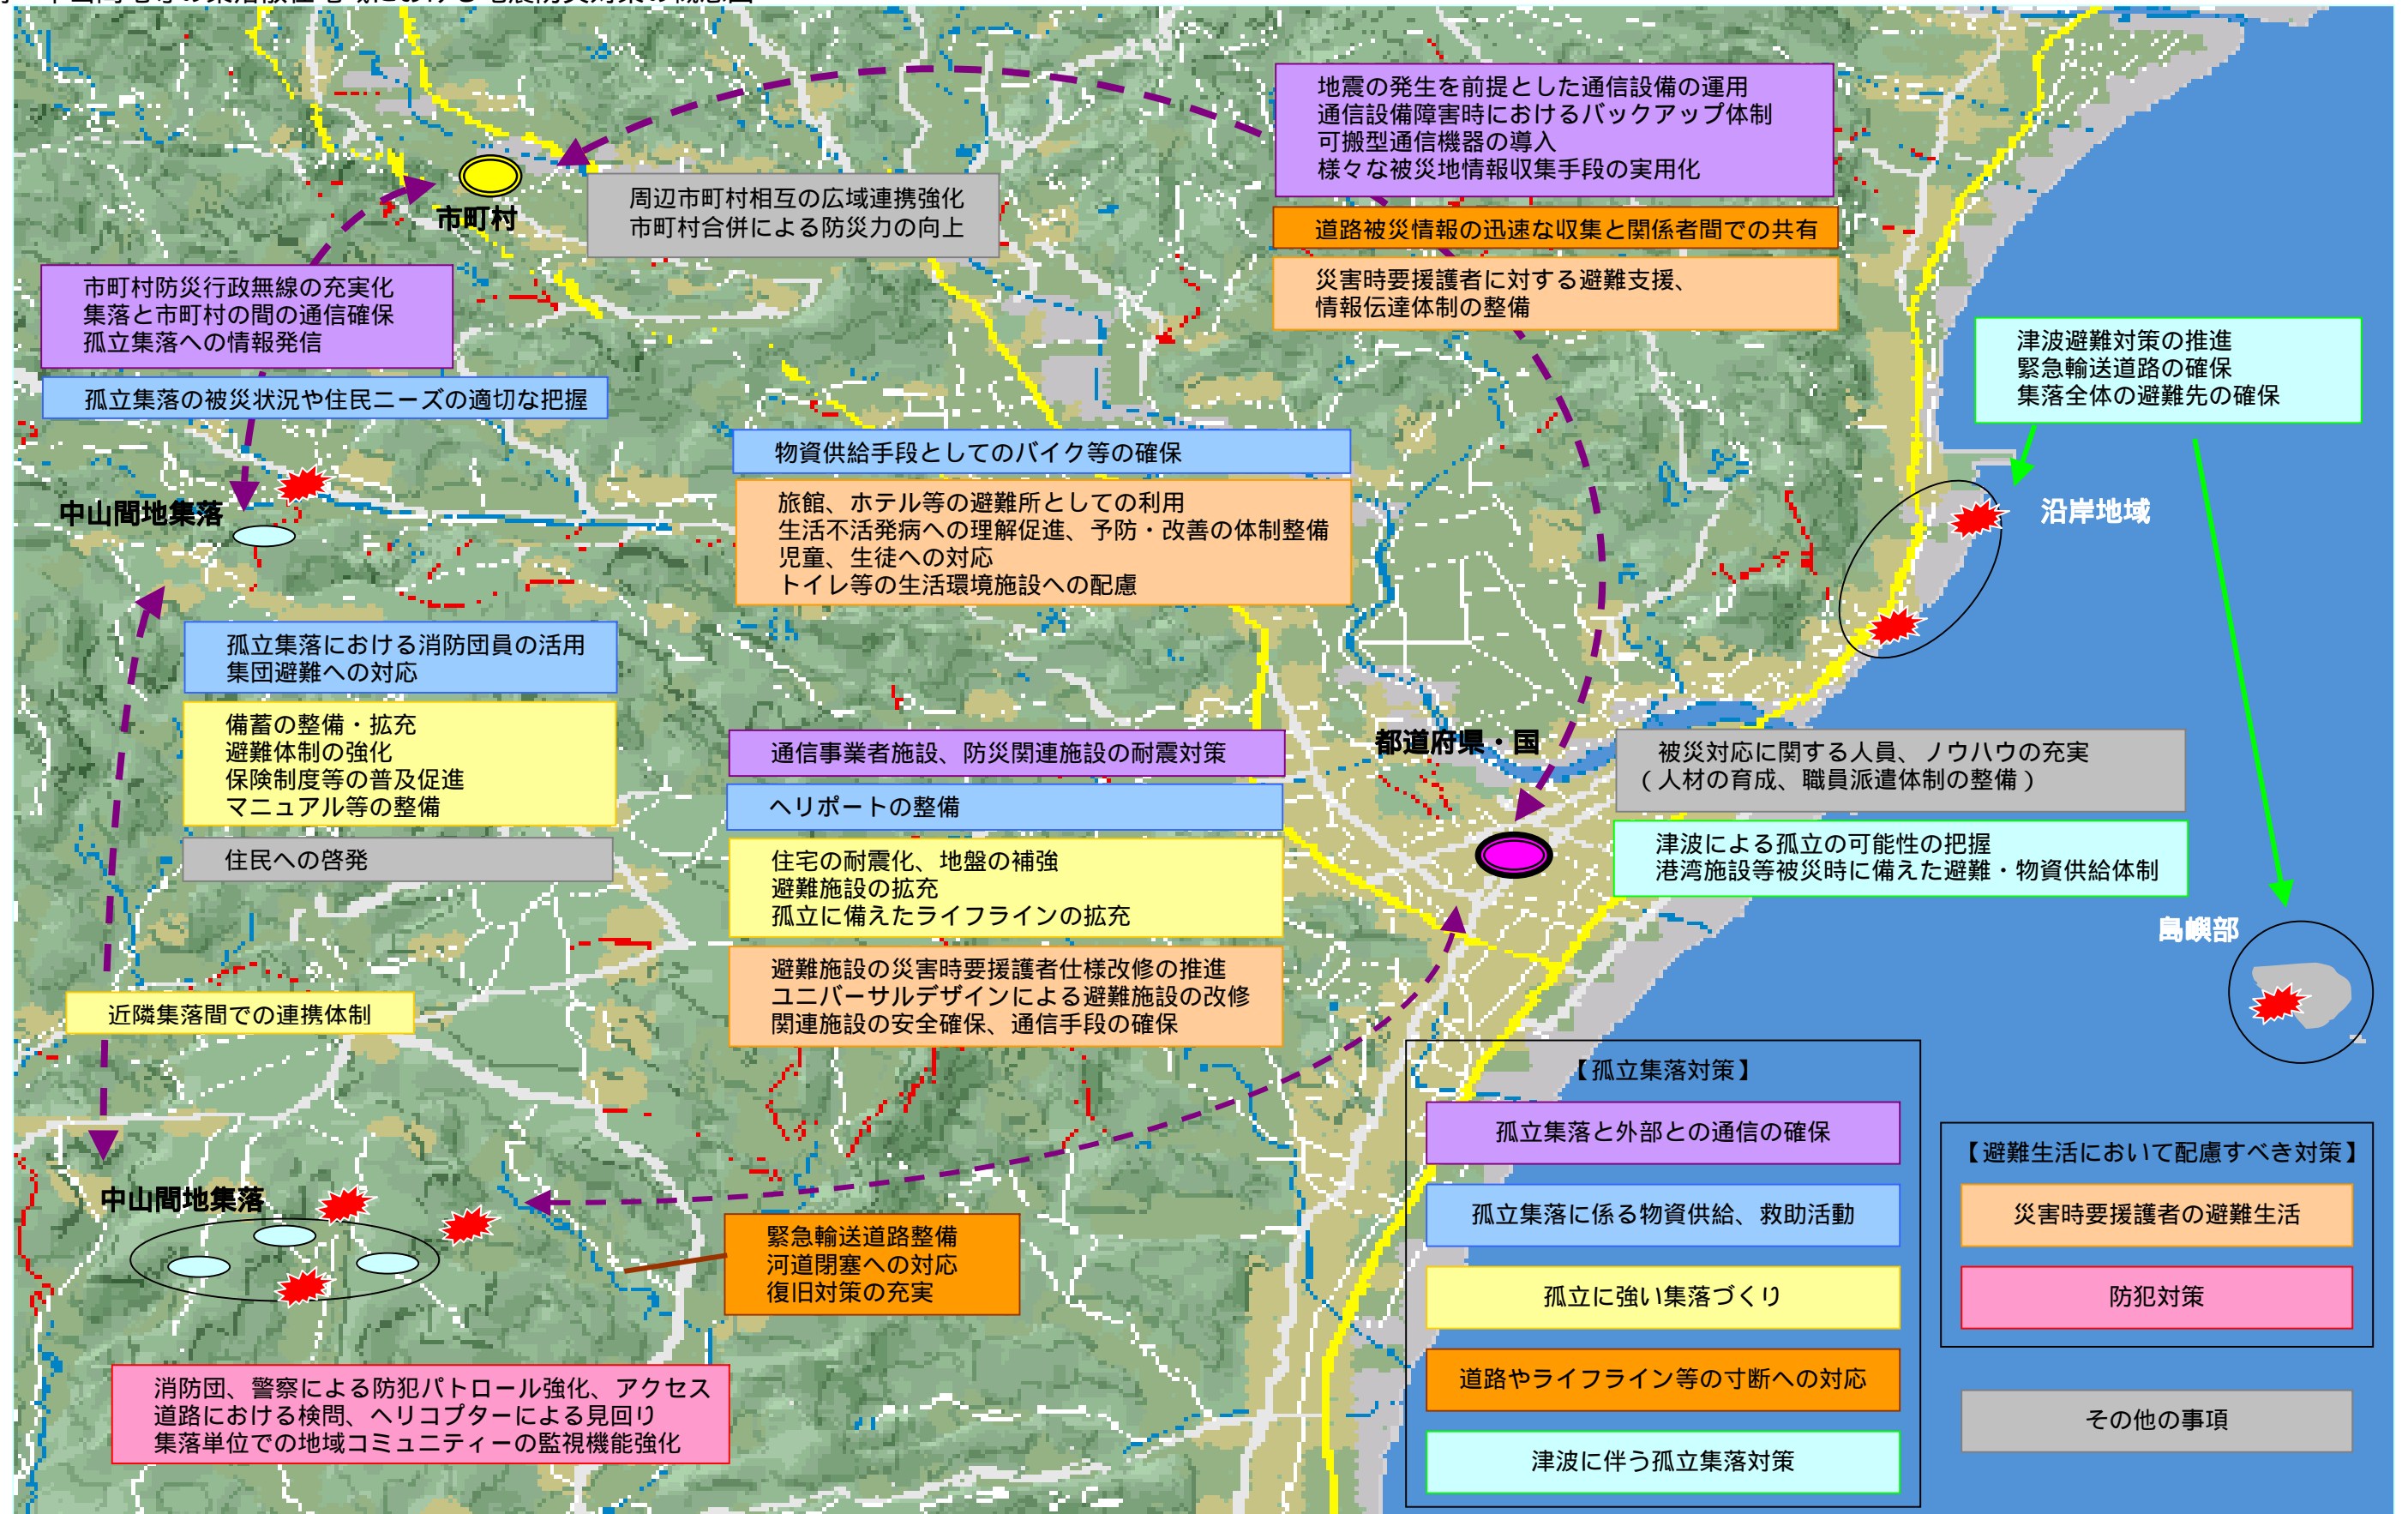 中山間地等の集落散在地域における地震防災対策の概念図
地震の発生を前提とした通信設備の運用
通信設備障害時におけるバックアップ体制
可搬型通信機器の導入
様々な被災地情報収集手段の実用化
市町村
周辺市町村相互の広域連携強化
市町村合併による防災力の向上
道路被災情報の迅速な収集と関係者間での共有
災害時要援護者に対する避難支援、
情報伝達体制の整備
市町村防災行政無線の充実化
集落と市町村の間の通信確保
孤立集落への情報発信
孤立集落の被災状況や住民ニーズの適切な把握
津波避難対策の推進
緊急輸送道路の確保
集落全体の避難先の確保
物資供給手段としてのバイク等の確保
旅館、ホテル等の避難所としての利用
生活不活発病への理解促進、予防・改善の体制整備
児童、生徒への対応
トイレ等の生活環境施設への配慮
中山間地集落
沿岸地域
孤立集落における消防団員の活用
集団避難への対応
備蓄の整備・拡充
避難体制の強化
保険制度等の普及促進
マニュアル等の整備
住民への啓発
通信事業者施設、防災関連施設の耐震対策
ヘリポートの整備
住宅の耐震化、地盤の補強
避難施設の拡充
孤立に備えたライフラインの拡充
避難施設の災害時要援護者仕様改修の推進
ユニバーサルデザインによる避難施設の改修
関連施設の安全確保、通信手段の確保
都道府県・国
被災対応に関する人員、ノウハウの充実
(人材の育成、職員派遣体制の整備)
津波による孤立の可能性の把握
港湾施設等被災時に備えた避難・物資供給体制
島嶼部
近隣集落間での連携体制
中山間地集落
緊急輸送道路整備
河道閉塞への対応
復旧対策の充実
消防団、警察による防犯パトロール強化、アクセス
道路における検問、ヘリコプターによる見回り
集落単位での地域コミュニティーの監視機能強化
【孤立集落対策】
孤立集落と外部との通信の確保
孤立集落に係る物資供給、救助活動
孤立に強い集落づくり
道路やライフライン等の寸断への対応
津波に伴う孤立集落対策
【避難生活において配慮すべき対策】
災害時要援護者の避難生活
防犯対策
その他の事項